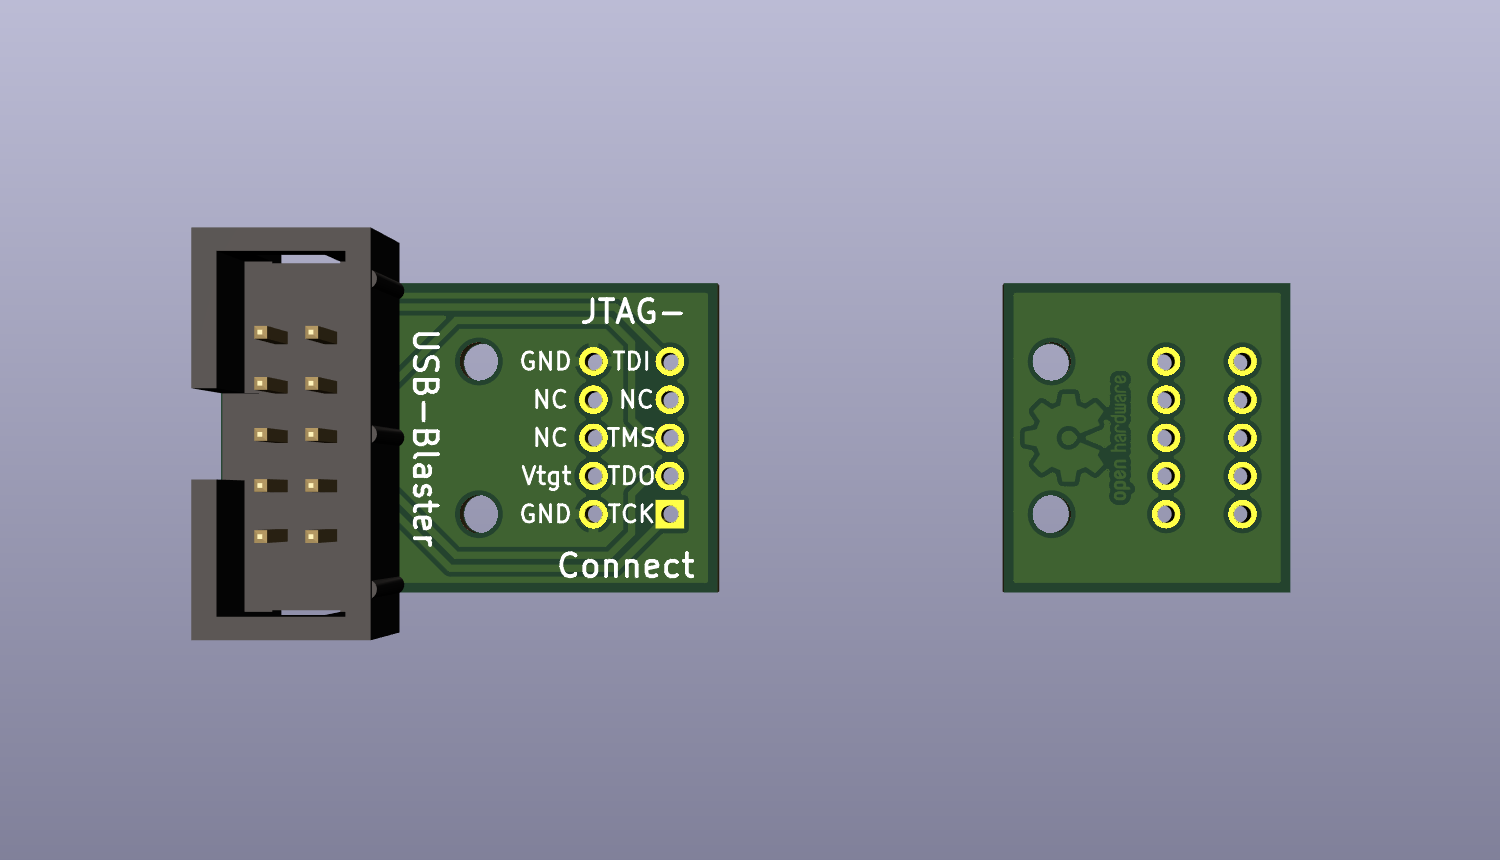 JTAG-
GND TDI
NC NC
NC TMS
Vtgt TDO
GND TCK
Connect
USB-Blaster
open hardware